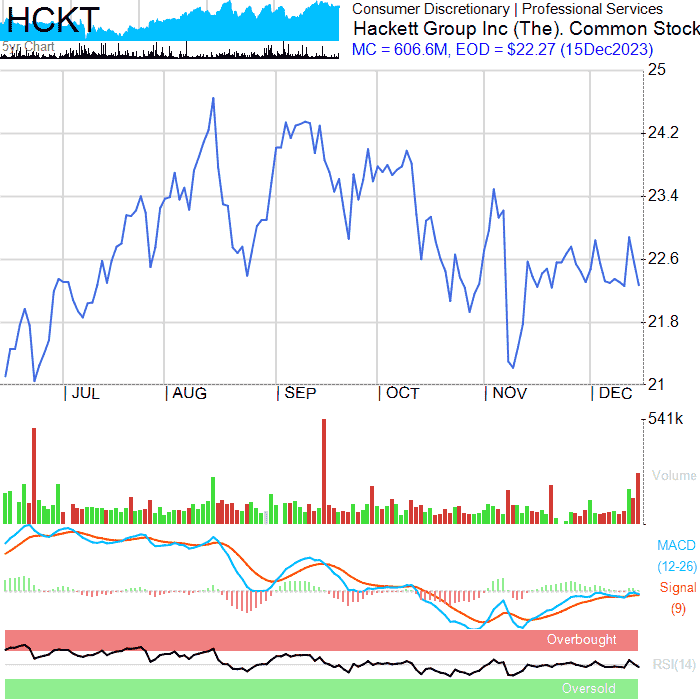 HCKT
5yr Chart
Consumer Discretionary | Professional Services
Hackett Group Inc (The). Common Stock
MC = 606.6M, EOD = $22.27 (15Dec2023)
25
24.2
23.4
22.6
21.8
21
| JUL | AUG | SEP | OCT | NOV | DEC
541k
Volume
MACD
(12-26)
Signal
(9)
Overbought
RSI(14)
Oversold